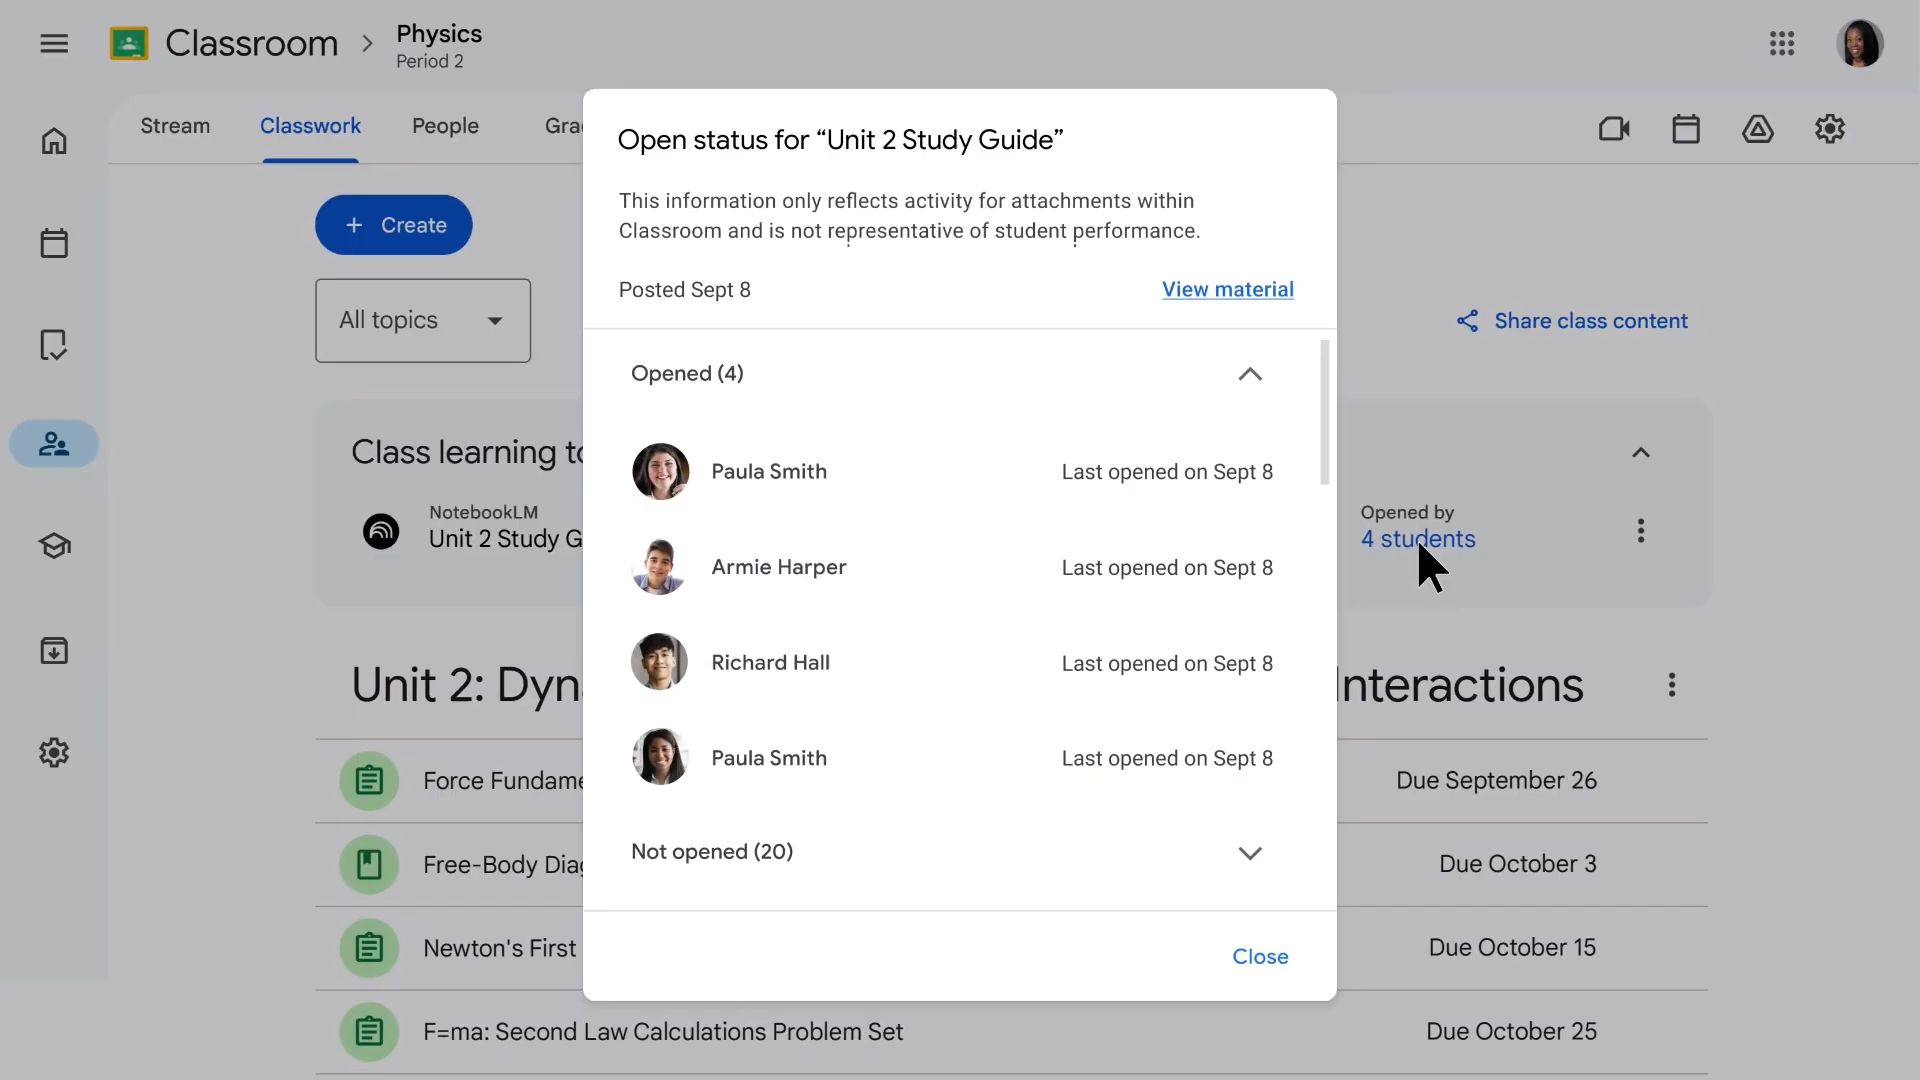 Classroom
Physics
Period 2
Stream
Classwork
People
Create
All topics
Share class content
Class learning
NotebookLM
Unit 2 Study
Opened by
4 students
Unit 2:
Interactions
Force
Due September 26
Free-Body
Due October 3
Newton's First
Due October 15
F=ma: Second Law Calculations Problem Set
Due October 25
Open status for “Unit 2 Study Guide”
This information only reflects activity for attachments within
Classroom and is not representative of student performance.
Posted Sept 8
View material
Opened (4)
Paula Smith
Last opened on Sept 8
Armie Harper
Last opened on Sept 8
Richard Hall
Last opened on Sept 8
Paula Smith
Last opened on Sept 8
Not opened (20)
Close